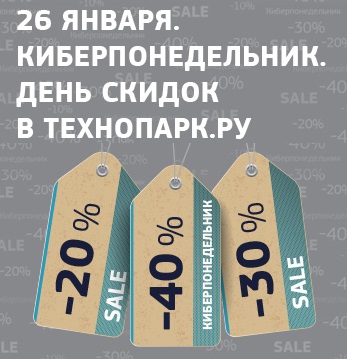 26 ЯНВАРЯ.
КИБЕРПОНЕДЕЛЬНИК.
ДЕНЬ СКИДОК
В ТЕХНОПАРК.РУ
-20 %
SALE
-40 %
КИБЕРПОНЕДЕЛЬНИК
-30 %
SALE